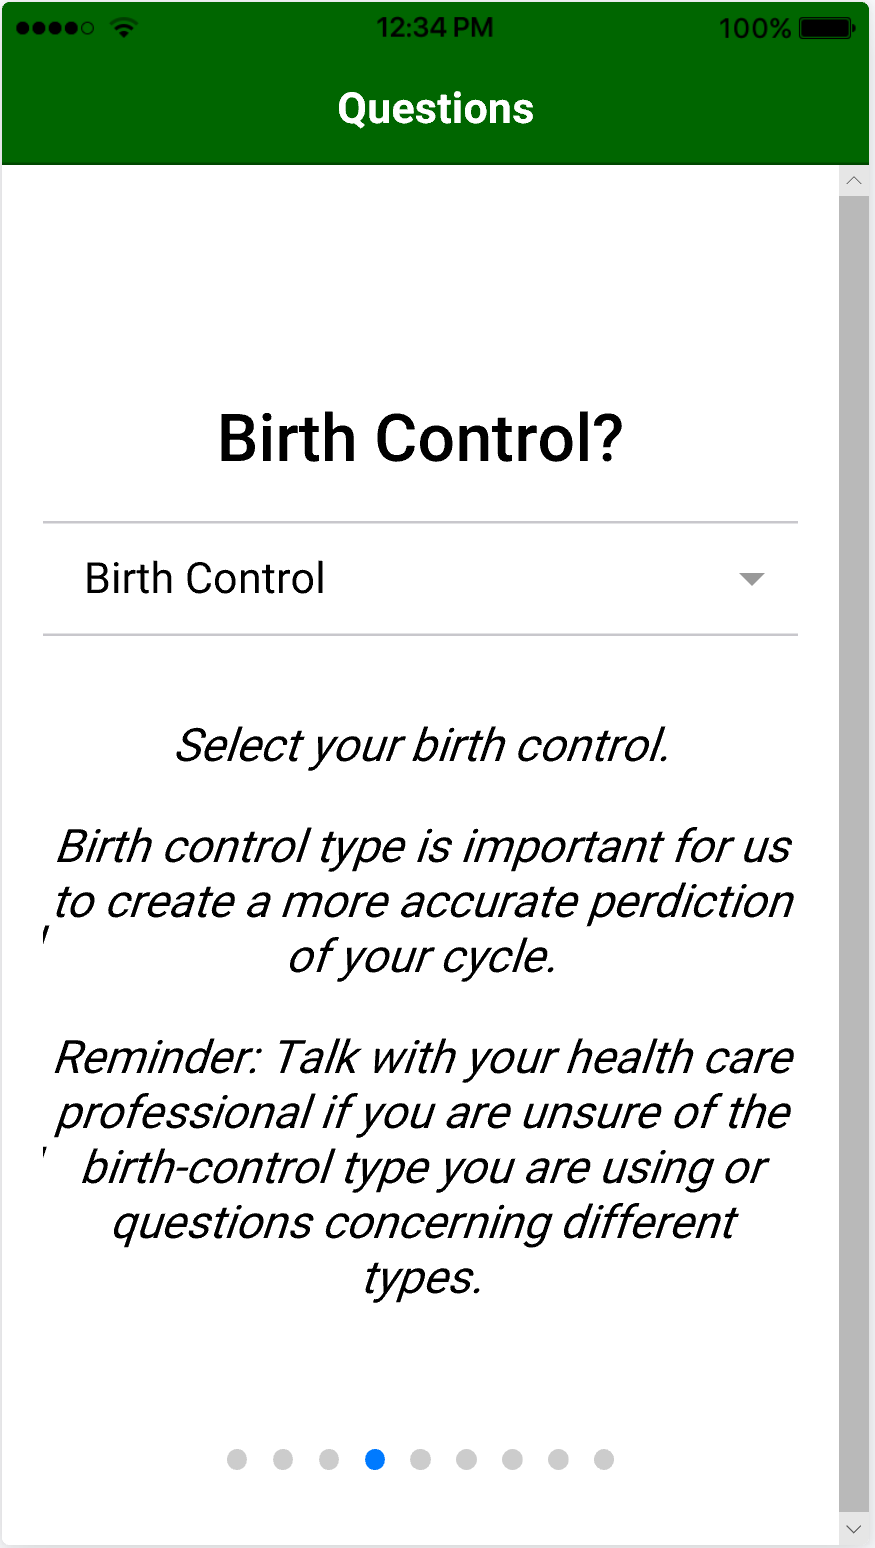 12:34 PM 100%
Questions
Birth Control?
Birth Control
Select your birth control.
Birth control type is important for us
to create a more accurate perdiction
of your cycle.
Reminder: Talk with your health care
professional if you are unsure of the
birth-control type you are using or
questions concerning different
types.